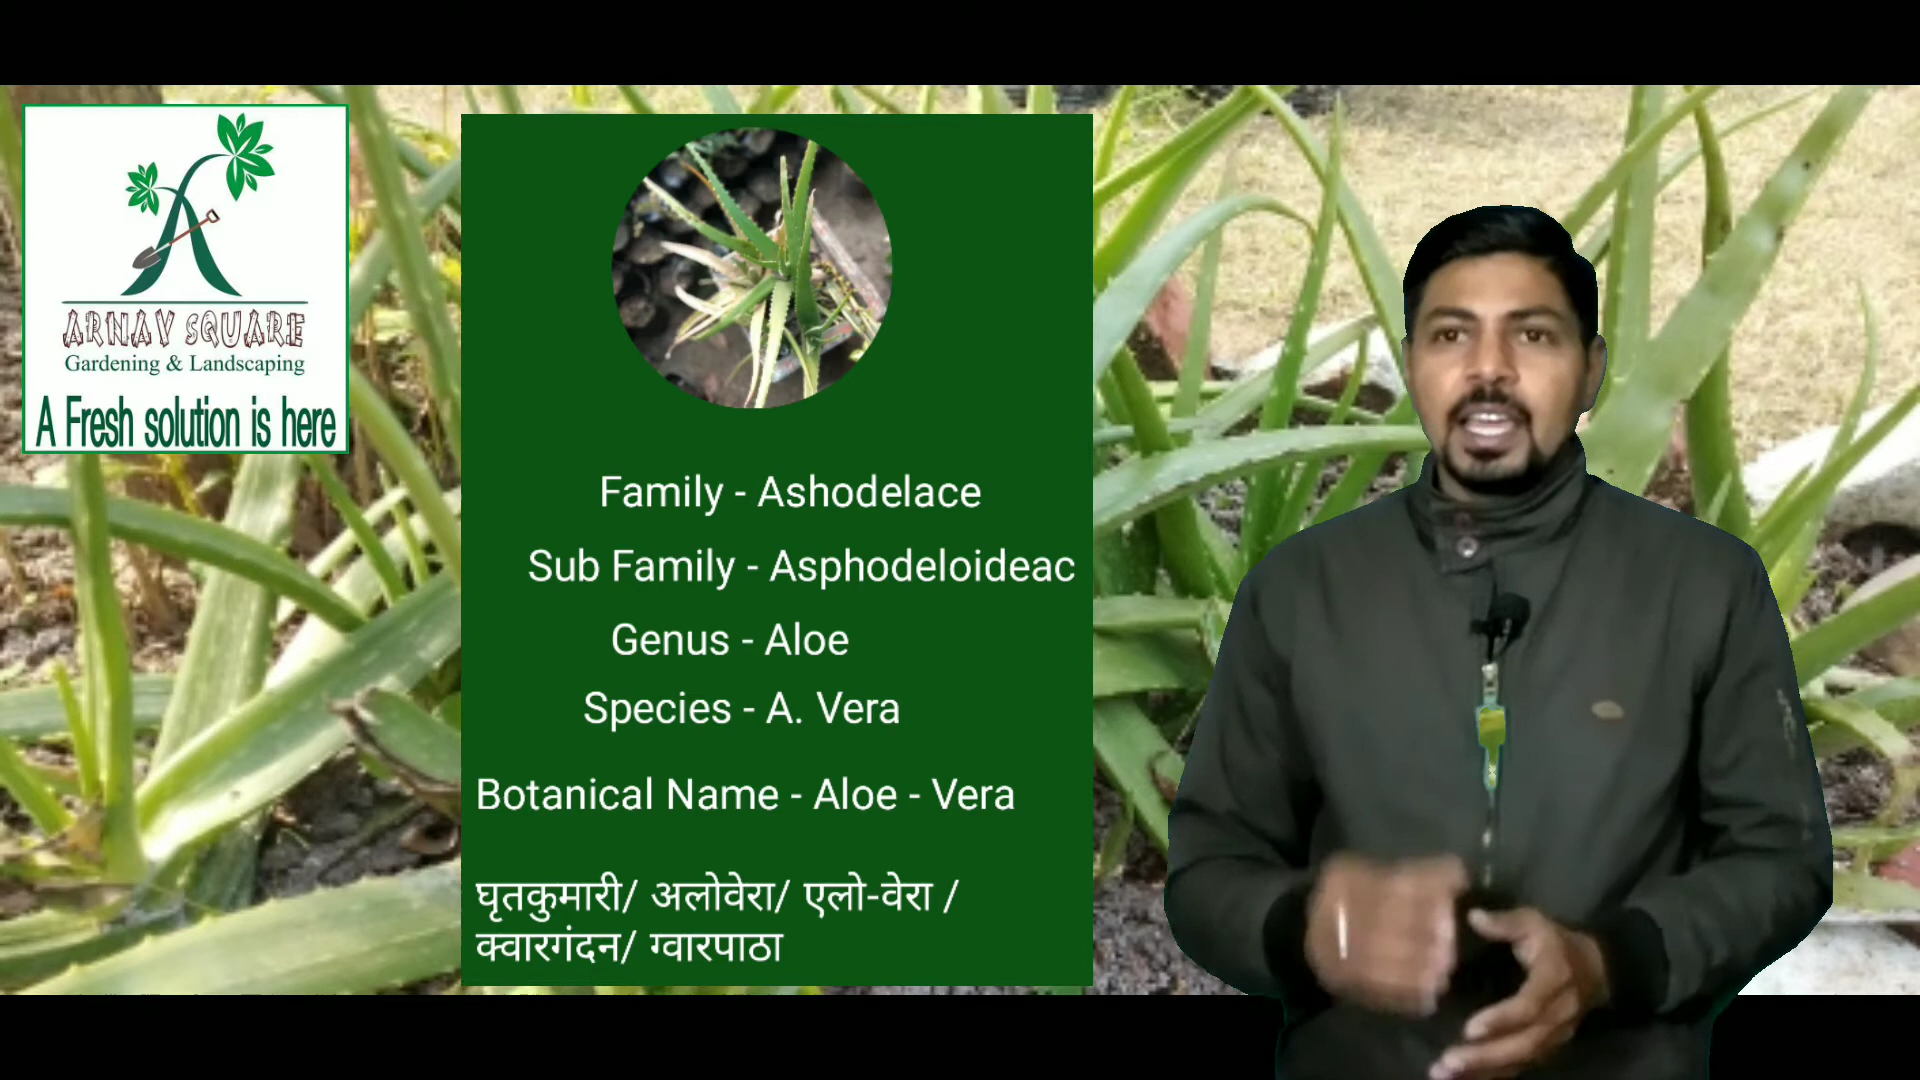 ARNAV SQUARE
Gardening & Landscaping
A Fresh solution is here
Family - Ashodelace
Sub Family - Asphodeloideac
Genus - Aloe
Species - A. Vera
Botanical Name - Aloe - Vera
घृतकुमारी/ अलोवेरा/ एलो-वेरा /
क्वारगंदन/ ग्वारपाठा